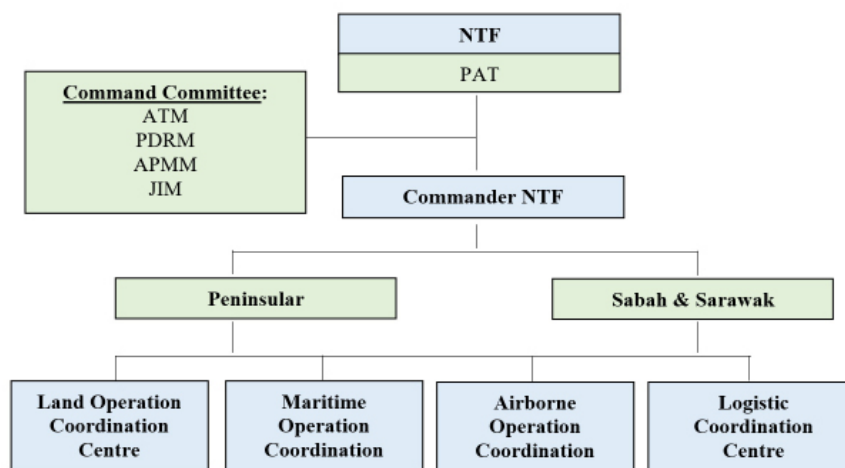 NTF
PAT
Command Committee:
ATM
PDRM
APMM
JIM
Commander NTF
Peninsular
Sabah & Sarawak
Land Operation
Coordination
Centre
Maritime
Operation
Coordination
Airborne
Operation
Coordination
Logistic
Coordination
Centre